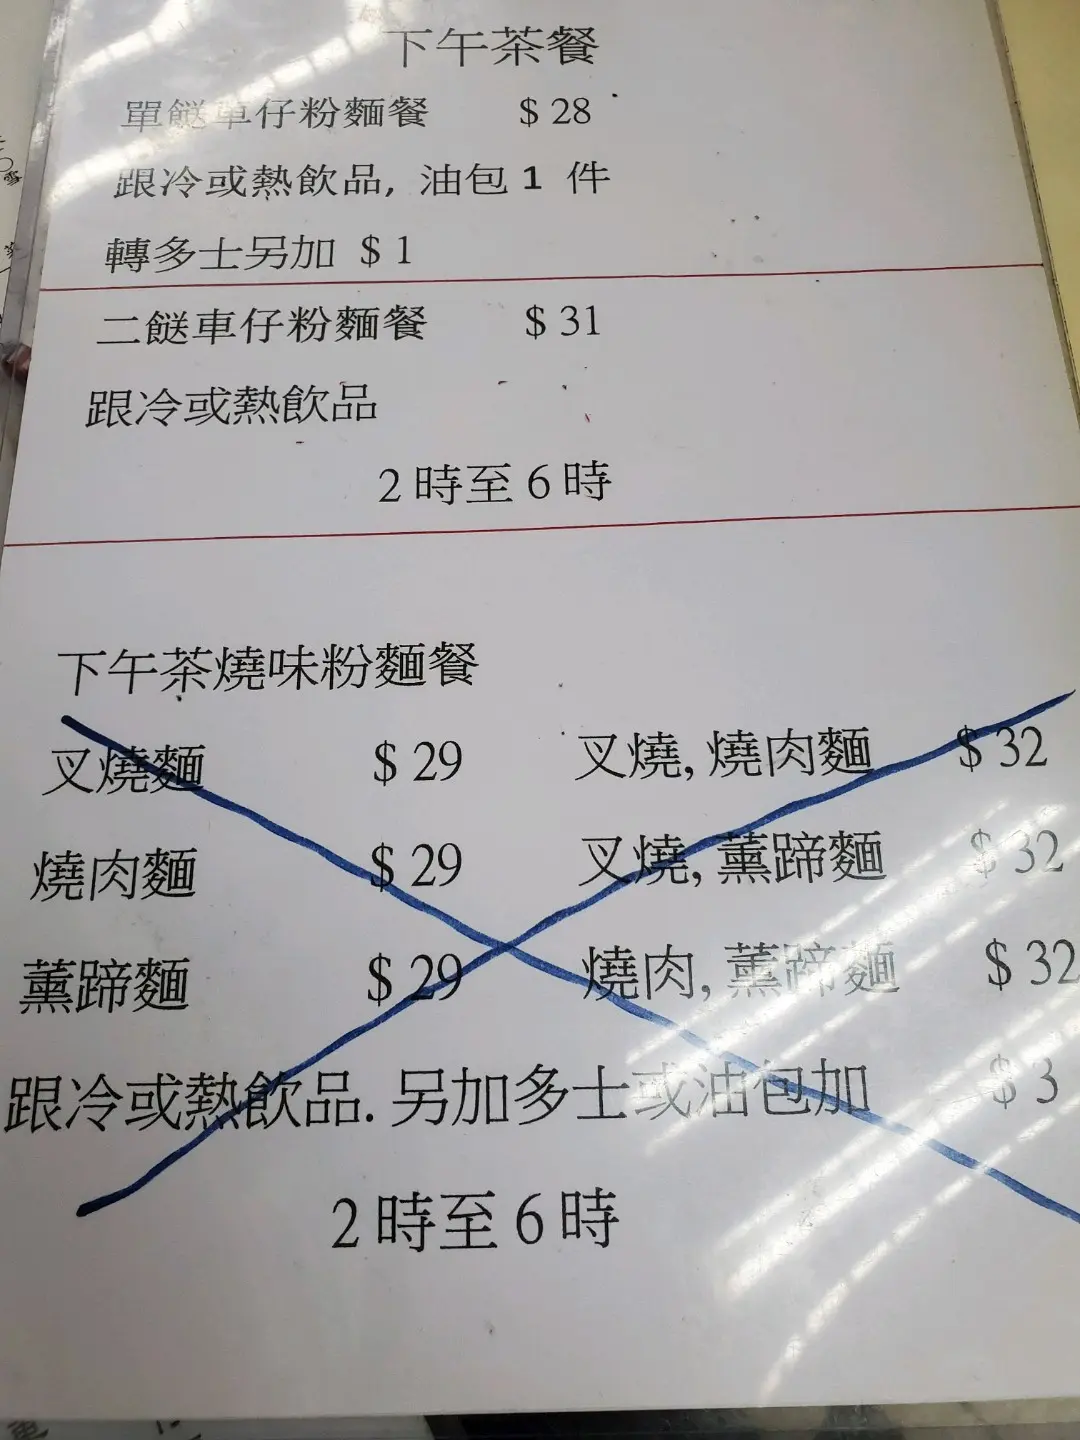 下午茶餐
單餸車仔粉麵餐 $28
跟冷或熱飲品, 油包 1 件
轉多士另加 $1
二餸車仔粉麵餐 $31
跟冷或熱飲品
2時至6時
下午茶燒味粉麵餐
叉燒麵 $29 叉燒, 燒肉麵 $32
燒肉麵 $29 叉燒, 薰蹄麵 $32
薰蹄麵 $29 燒肉, 薰蹄麵 $32
跟冷或熱飲品. 另加多士或油包加 $3
2時至6時